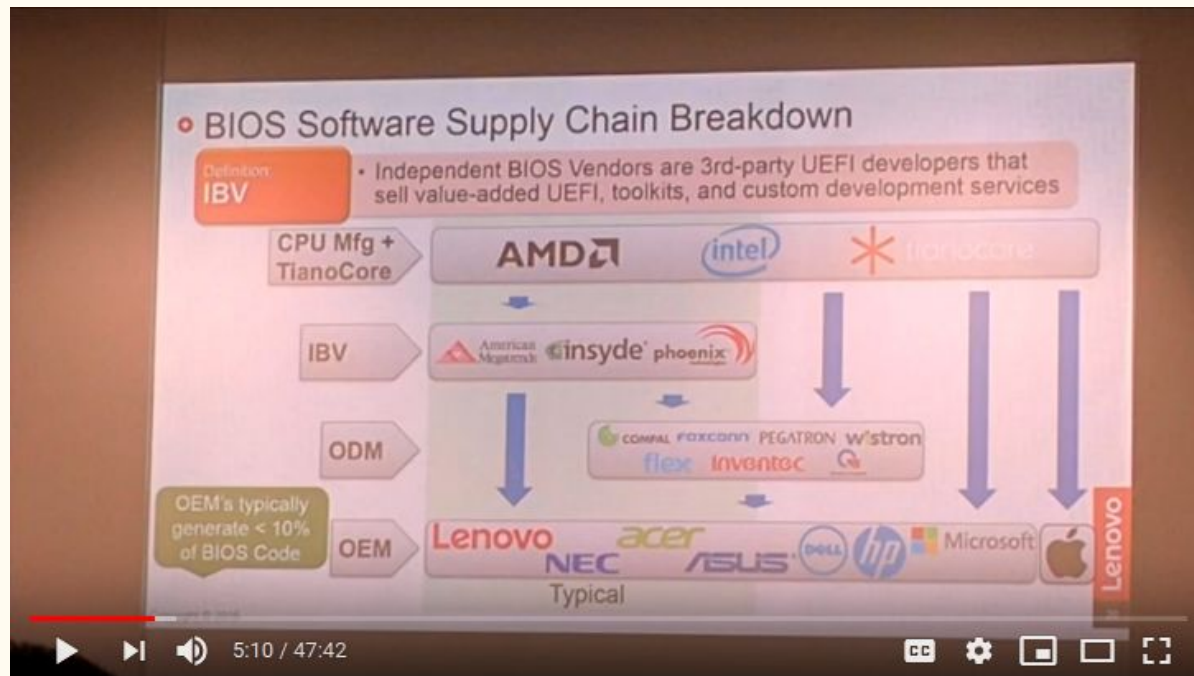 BIOS Software Supply Chain Breakdown
Definition:
IBV
• Independent BIOS Vendors are 3rd-party UEFI developers that
sell value-added UEFI, toolkits, and custom development services
CPU Mfg +
TianoCore
AMD
intel
tianocore
IBV
American
Megatrends
insyde
phoenix
ODM
COMPAL FOXCONN PEGATRON wistron
flex Inventec
OEM's typically
generate < 10%
of BIOS Code
OEM
Lenovo
NEC
acer
ASUS
DELL
hp
Microsoft
Lenovo
Typical
5:10 / 47:42
CC